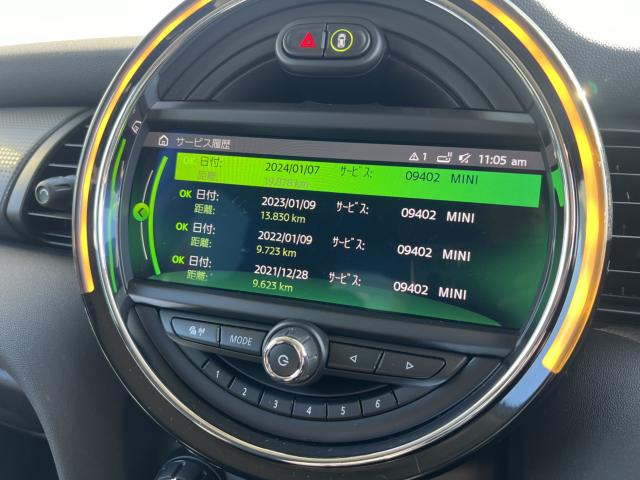 サービス履歴 1 11:05 am
OK 日付: 2024/01/07 ｻｰﾋﾞｽ: 09402 MINI
距離: 19.078 km
OK 日付: 2023/01/09 ｻｰﾋﾞｽ: 09402 MINI
距離: 13.830 km
OK 日付: 2022/01/09 ｻｰﾋﾞｽ: 09402 MINI
距離: 9.723 km
OK 日付: 2021/12/28 ｻｰﾋﾞｽ: 09402 MINI
距離: 9.623 km
MODE
1 2 3 4 5 6